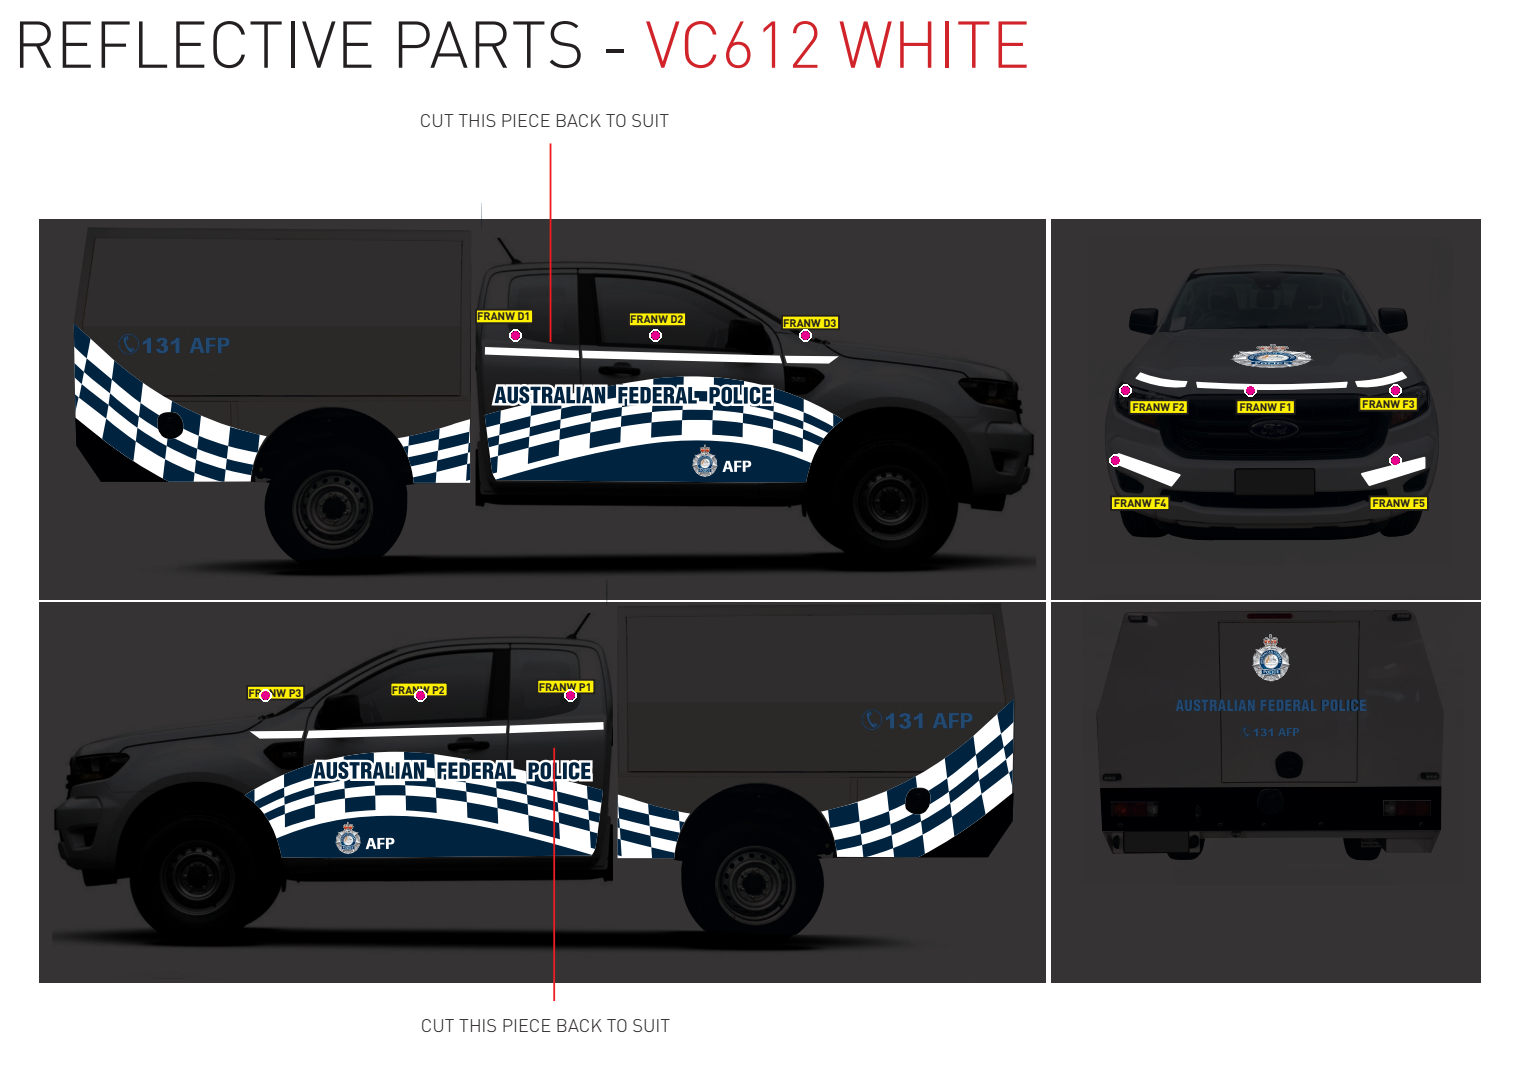 REFLECTIVE PARTS - VC612 WHITE
CUT THIS PIECE BACK TO SUIT
FRANW D1
FRANW D2
FRANW D3
131 AFP
AUSTRALIAN FEDERAL POLICE
AFP
FRANW F2
FRANW F1
FRANW F3
FRANW F4
FRANW F5
FRANW P3
FRANW P2
FRANW P1
131 AFP
AUSTRALIAN FEDERAL POLICE
AFP
AUSTRALIAN FEDERAL POLICE
131 AFP
CUT THIS PIECE BACK TO SUIT